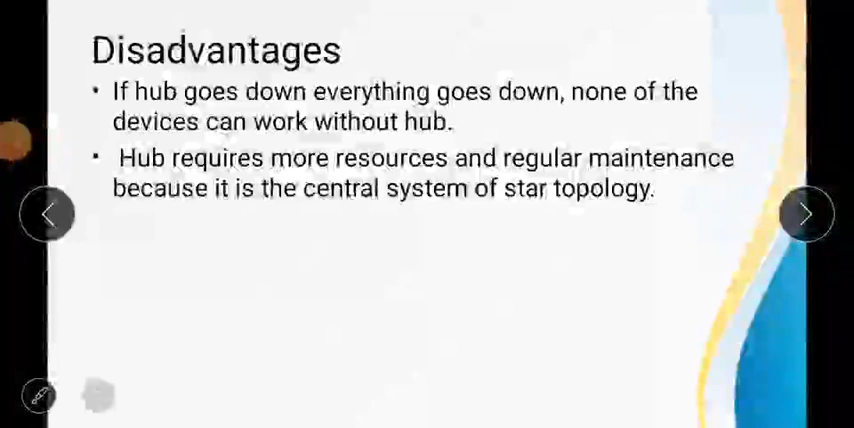 Disadvantages
• If hub goes down everything goes down, none of the
devices can work without hub.
• Hub requires more resources and regular maintenance
because it is the central system of star topology.